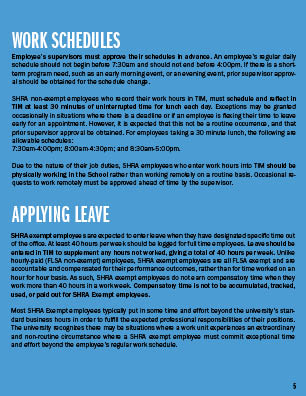 WORK SCHEDULES
Employee's supervisors must approve their schedules in advance. An employee's regular daily
schedule should not begin before 7:30am and should not end before 4:00pm. If there is a short-
term program need, such as an early morning event, or an evening event, prior supervisor approv-
al should be obtained for the schedule change.
SHRA non-exempt employees who record their work hours in TIM, must schedule and reflect in
TIM at least 30 minutes of uninterrupted time for lunch each day. Exceptions may be granted
occasionally in situations where there is a deadline or if an employee is flexing their time to leave
early for an appointment. However, it is expected that this not be a routine occurrence, and that
prior supervisor approval be obtained. For employees taking a 30 minute lunch, the following are
allowable schedules:
7:30am-4:00pm; 8:00am-4:30pm; and 8:30am-5:00pm.
Due to the nature of their job duties, SHRA employees who enter work hours into TIM should be
physically working in the School rather than working remotely on a routine basis. Occasional re-
quests to work remotely must be approved ahead of time by the supervisor.
APPLYING LEAVE
SHRA exempt employees are expected to enter leave when they have designated specific time out
of the office. At least 40 hours per week should be logged for full time employees. Leave should be
entered in TIM to supplement any hours not worked, giving a total of 40 hours per week. Unlike
hourly-paid (FLSA non-exempt) employees, SHRA exempt employees are all FLSA exempt and are
accountable and compensated for their performance outcomes, rather than for time worked on an
hour for hour basis. As such, SHRA exempt employees do not earn compensatory time when they
work more than 40 hours in a workweek. Compensatory time is not to be accumulated, tracked,
used, or paid out for SHRA Exempt employees.
Most SHRA Exempt employees typically put in some time and effort beyond the university's stan-
dard business hours in order to fulfill the expected professional responsibilities of their positions.
The university recognizes there may be situations where a work unit experiences an extraordinary
and non-routine circumstance where a SHRA exempt employee must commit exceptional time
and effort beyond the employee's regular work schedule.
5